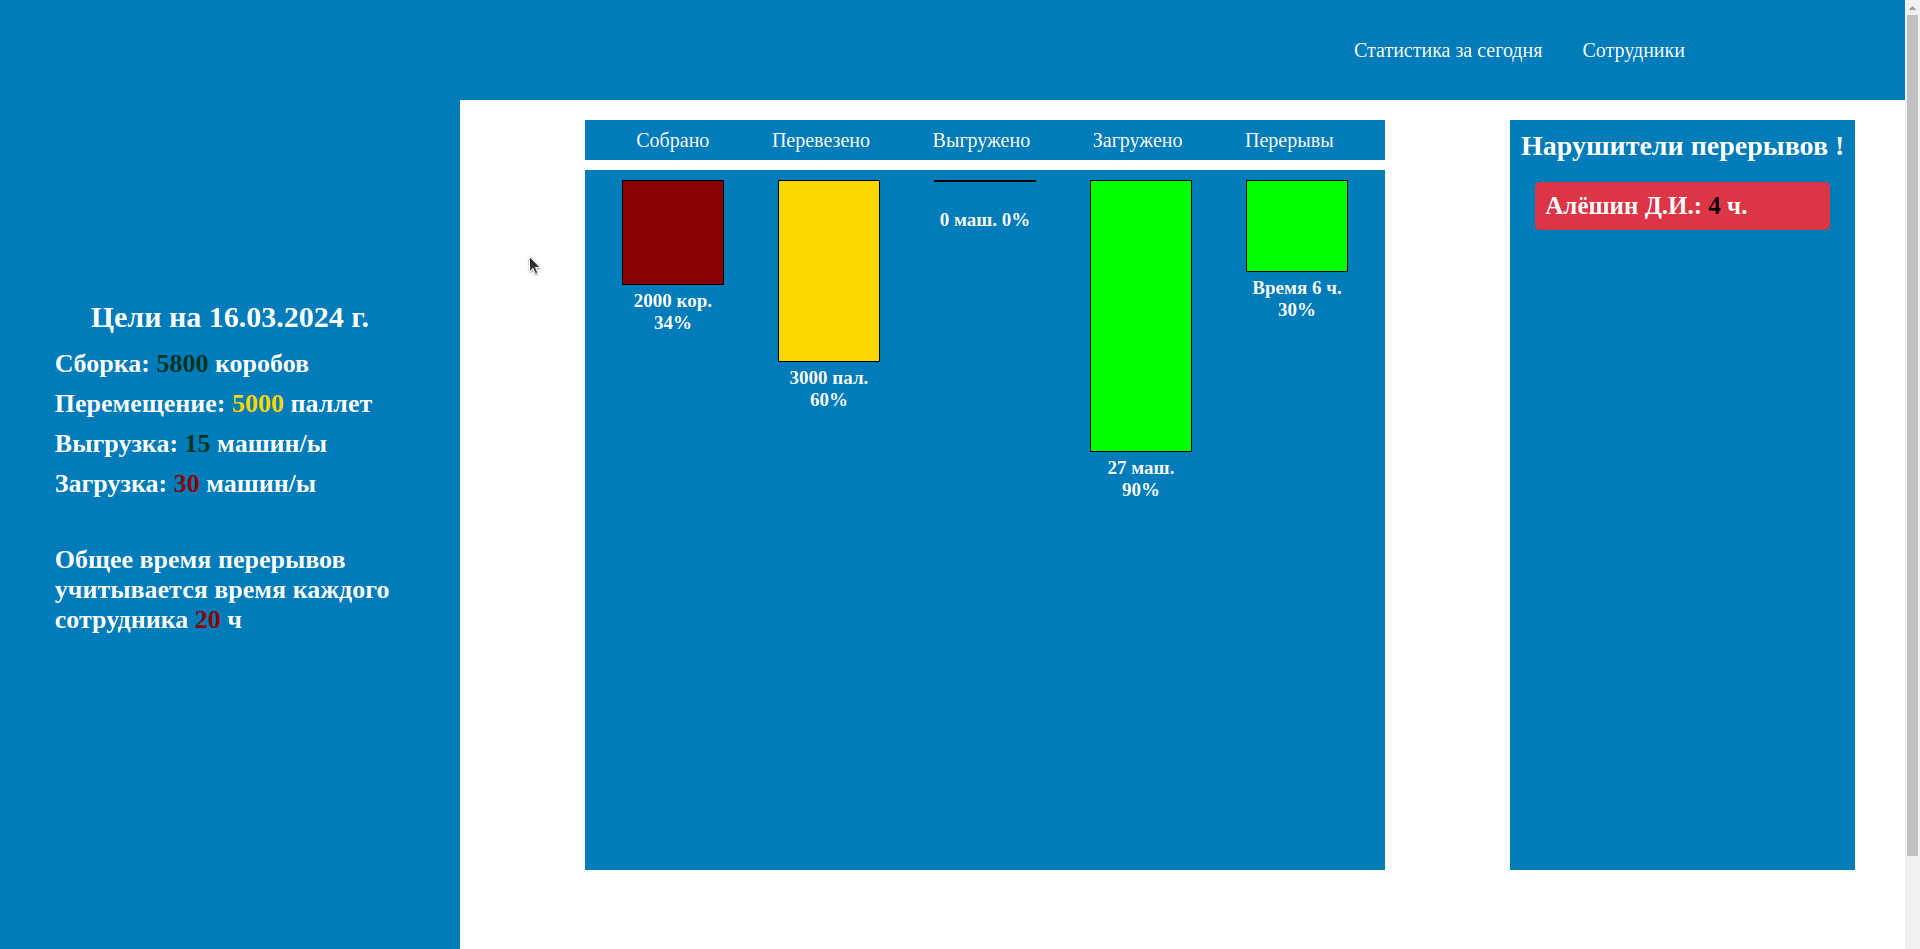 Статистика за сегодня
Сотрудники
Цели на 16.03.2024 г.
Сборка: 5800 коробов
Перемещение: 5000 паллет
Выгрузка: 15 машин/ы
Загрузка: 30 машин/ы
Общее время перерывов
учитывается время каждого
сотрудника 20 ч
Собрано
Перевезено
Выгружено
Загружено
Перерывы
2000 кор.
34%
3000 пал.
60%
0 маш. 0%
27 маш.
90%
Время 6 ч.
30%
Нарушители перерывов !
Алёшин Д.И.: 4 ч.